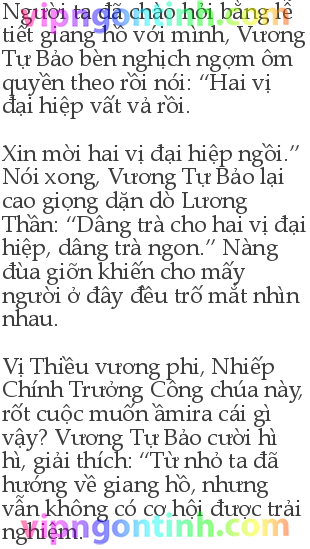 Người ta đã chào hỏi bằng lễ
vipngontinh.com
tiết giang hồ với mình, Vương
Tự Bảo bèn nghịch ngợm ôm
quyền theo rồi nói: “Hai vị
đại hiệp vất vả rồi.
Xin mời hai vị đại hiệp ngồi.”
Nói xong, Vương Tự Bảo lại
cao giọng dặn dò Lương
Thần: “Dâng trà cho hai vị đại
hiệp, dâng trà ngon.” Nàng
đùa giỡn khiến cho mấy
người ở đây đều trố mắt nhìn
nhau.
Vị Thiều vương phi, Nhiếp
Chính Trưởng Công chúa này,
rốt cuộc muốn ầmira cái gì
vậy? Vương Tự Bảo cười hì
hì, giải thích: “Từ nhỏ ta đã
hướng về giang hồ, nhưng
vẫn không có cơ hội được trải
nghiệm.
vipngontinh.com